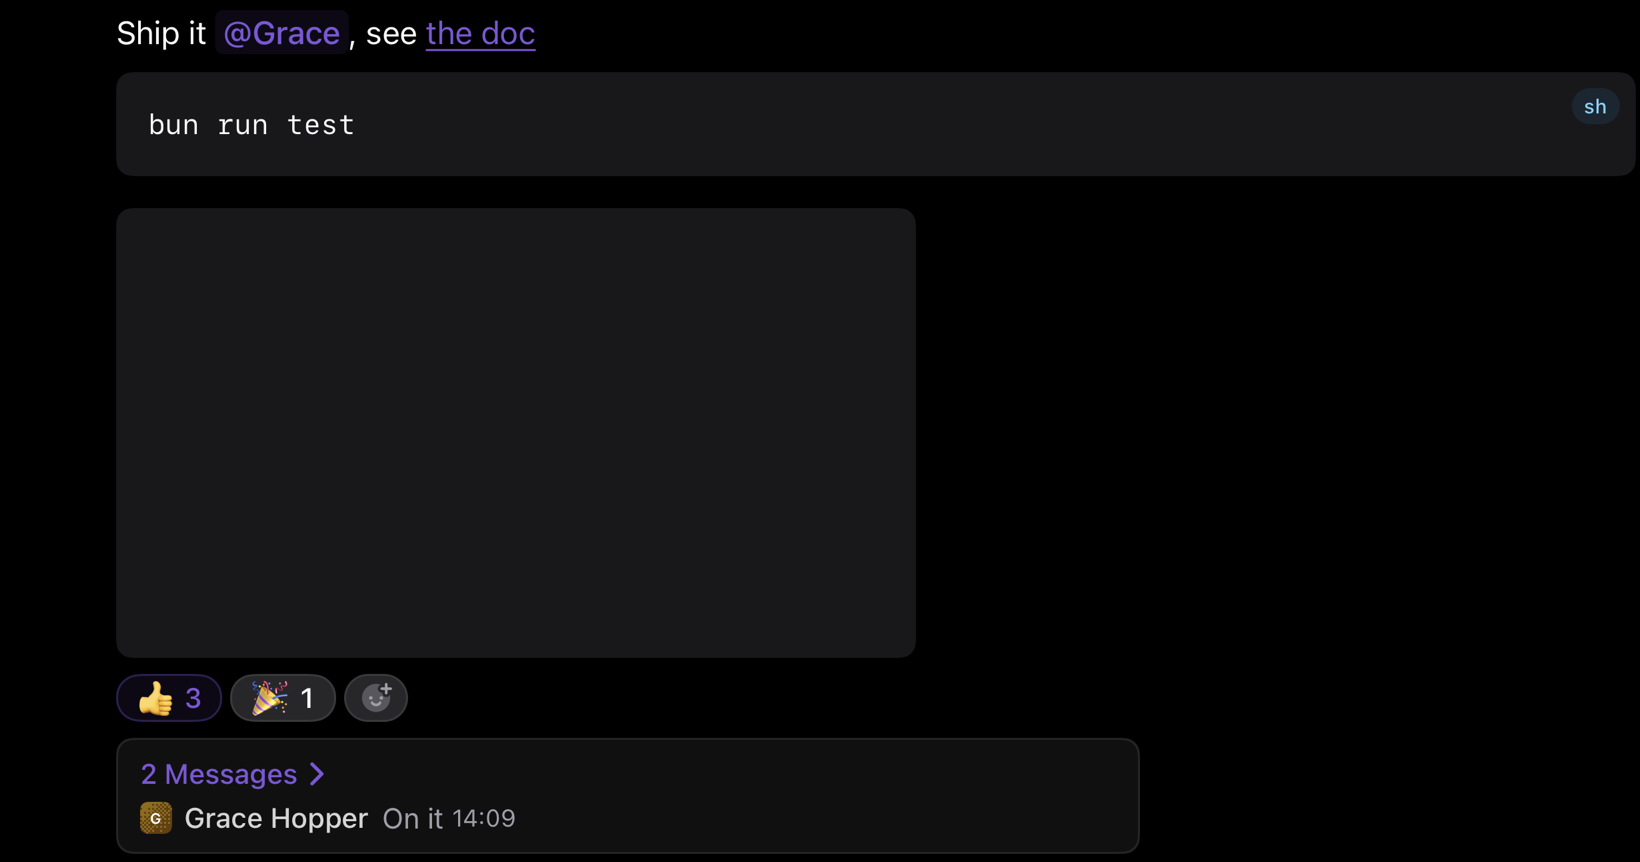 Ship it @Grace, see the doc
sh
bun run test
👍 3 🎉 1
2 Messages
G Grace Hopper On it 14:09